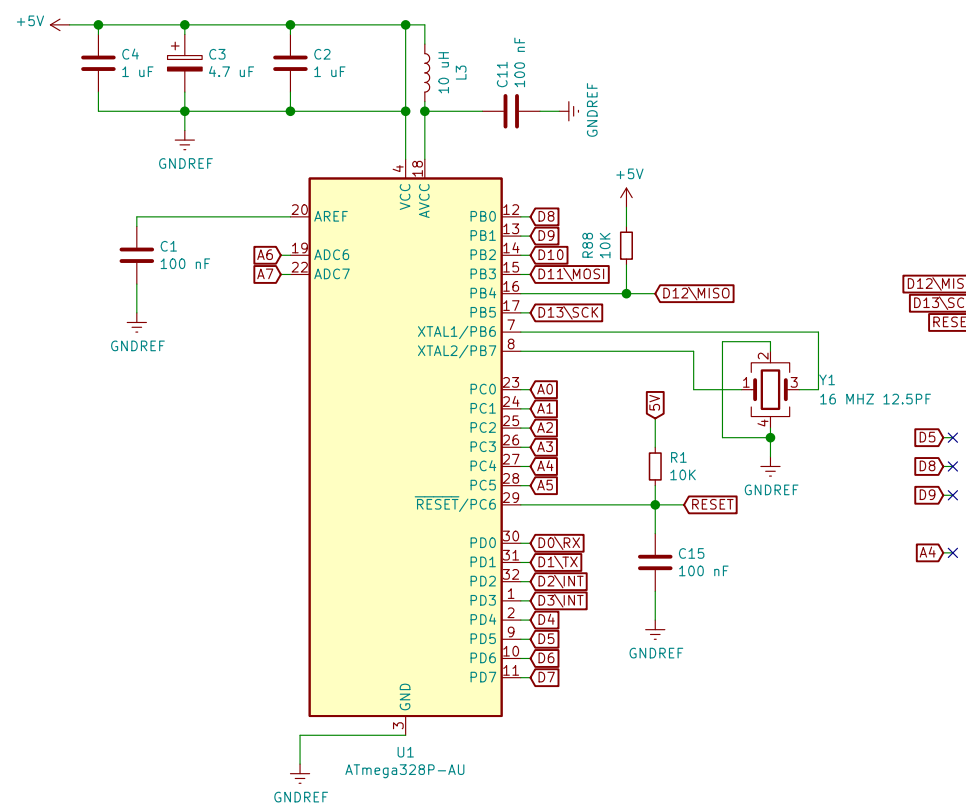 +5V
C4
1 uF
+
C3
4.7 uF
C2
1 uF
10 uH
L3
C11
100 nF
GNDREF
GNDREF
4
18
VCC
AVCC
+5V
20
AREF
PB0
12
D8
C1
100 nF
PB1
13
D9
R88
10K
A6
19
ADC6
PB2
14
D10
A7
22
ADC7
PB3
15
D11\MOSI
PB4
16
D12\MISO
D12\MIS
PB5
17
D13\SCK
D13\SC
XTAL1/PB6
7
RESE
GNDREF
XTAL2/PB7
8
2
1
3
4
Y1
16 MHZ 12.5PF
PC0
23
A0
PC1
24
A1
5V
PC2
25
A2
D5
PC3
26
A3
R1
10K
PC4
27
A4
D8
PC5
28
A5
GNDREF
D9
RESET/PC6
29
RESET
PD0
30
D0\RX
A4
PD1
31
D1\TX
C15
100 nF
PD2
32
D2\INT
PD3
1
D3\INT
PD4
2
D4
PD5
9
D5
GNDREF
PD6
10
D6
PD7
11
D7
GND
3
U1
ATmega328P-AU
GNDREF